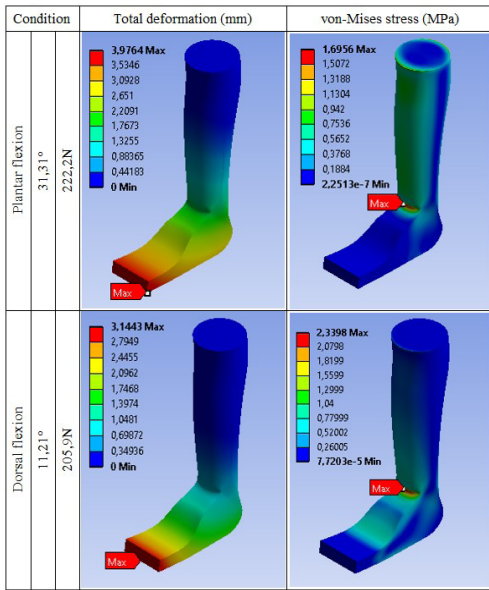 Condition
Total deformation (mm)
von-Mises stress (MPa)
Plantar flexion
31,31°
222,2N
3,9764 Max
3,5346
3,0928
2,651
2,2091
1,7673
1,3255
0,88365
0,44183
0 Min
Max
1,6956 Max
1,5072
1,3188
1,1304
0,942
0,7536
0,5652
0,3768
0,1884
2,2513e-7 Min
Max
Dorsal flexion
11,21°
205,9N
3,1443 Max
2,7949
2,4455
2,0962
1,7468
1,3974
1,0481
0,69872
0,34936
0 Min
Max
2,3398 Max
2,0798
1,8199
1,5599
1,2999
1,04
0,77999
0,52002
0,26005
7,7203e-5 Min
Max